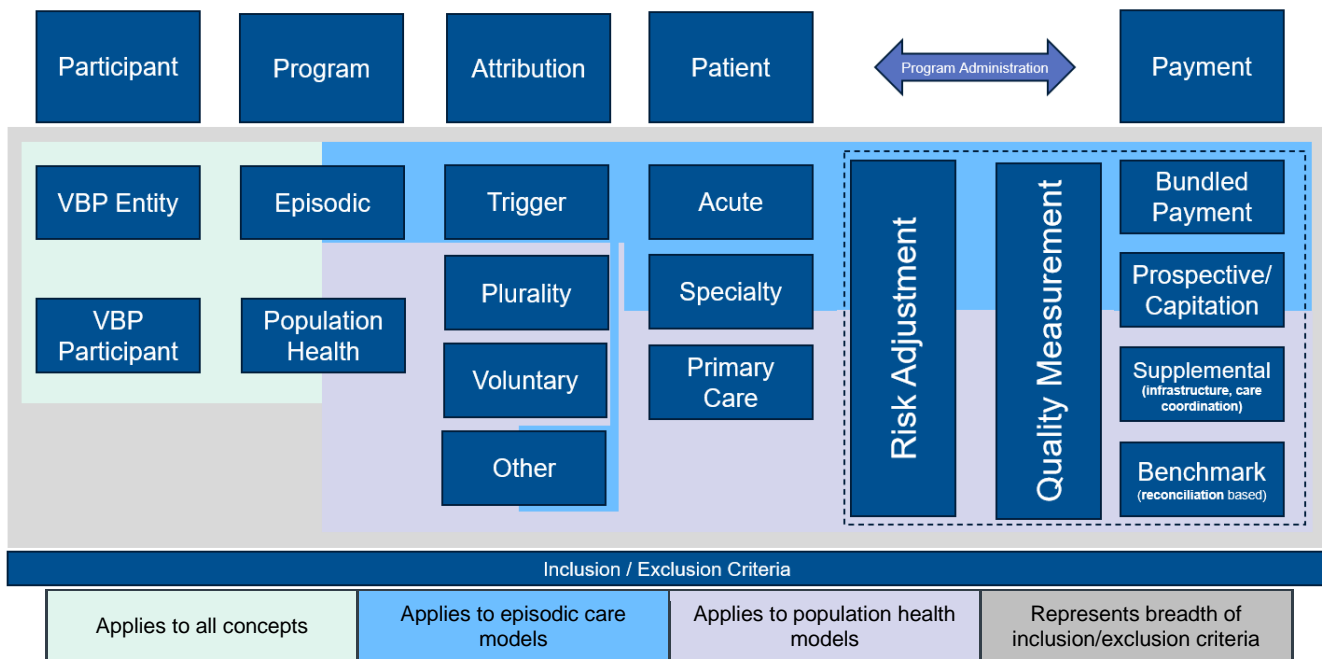 Participant
Program
Attribution
Patient
Program Administration
Payment
VBP Entity
VBP
Participant
Episodic
Population
Health
Trigger
Plurality
Voluntary
Other
Acute
Specialty
Primary
Care
Risk Adjustment
Quality Measurement
Bundled
Payment
Prospective/
Capitation
Supplemental
(infrastructure, care
coordination)
Benchmark
(reconciliation based)
Inclusion / Exclusion Criteria
Applies to all concepts
Applies to episodic care
models
Applies to population health
models
Represents breadth of
inclusion/exclusion criteria